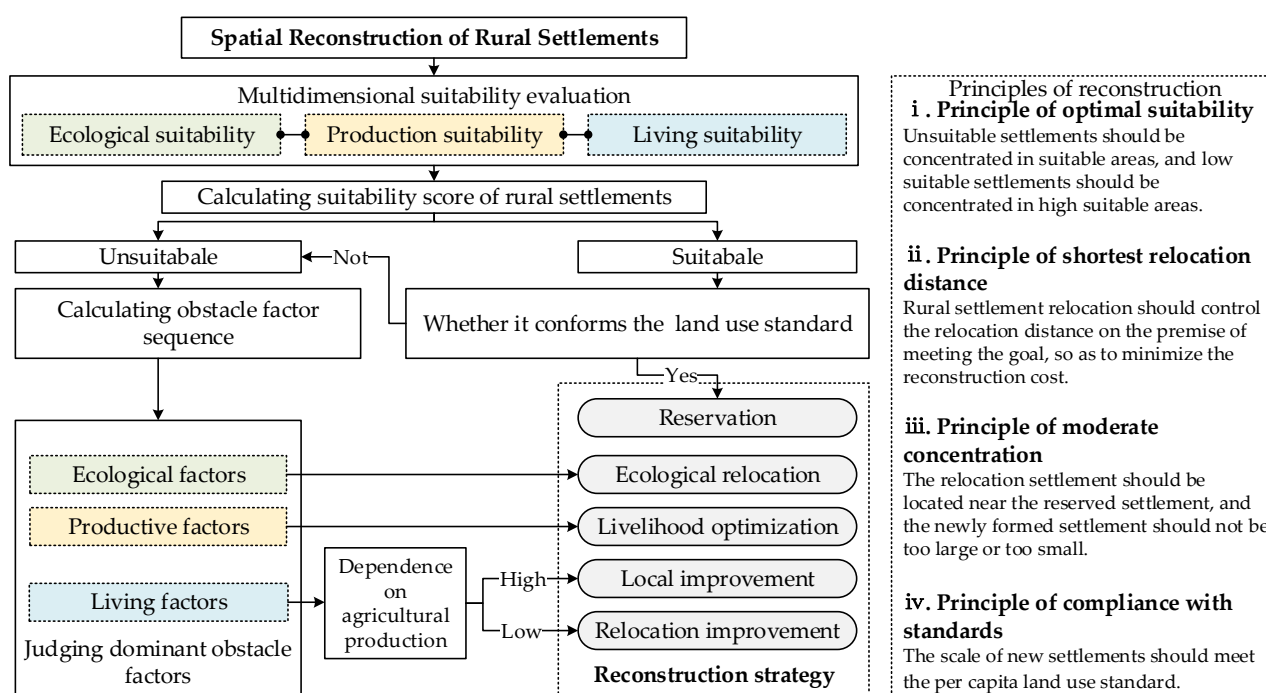 Spatial Reconstruction of Rural Settlements
Multidimensional suitability evaluation
Ecological suitability
Production suitability
Living suitability
Calculating suitability score of rural settlements
Unsuitabale
Not
Suitabale
Calculating obstacle factor
sequence
Whether it conforms the land use standard
Yes
Reservation
Ecological factors
Ecological relocation
Productive factors
Livelihood optimization
Living factors
Dependence
on
agricultural
production
High
Local improvement
Low
Relocation improvement
Judging dominant obstacle
factors
Reconstruction strategy
Principles of reconstruction
ⅰ. Principle of optimal suitability
Unsuitable settlements should be
concentrated in suitable areas, and low
suitable settlements should be
concentrated in high suitable areas.
ⅱ. Principle of shortest relocation
distance
Rural settlement relocation should control
the relocation distance on the premise of
meeting the goal, so as to minimize the
reconstruction cost.
ⅲ. Principle of moderate
concentration
The relocation settlement should be
located near the reserved settlement, and
the newly formed settlement should not be
too large or too small.
ⅳ. Principle of compliance with
standards
The scale of new settlements should meet
the per capita land use standard.